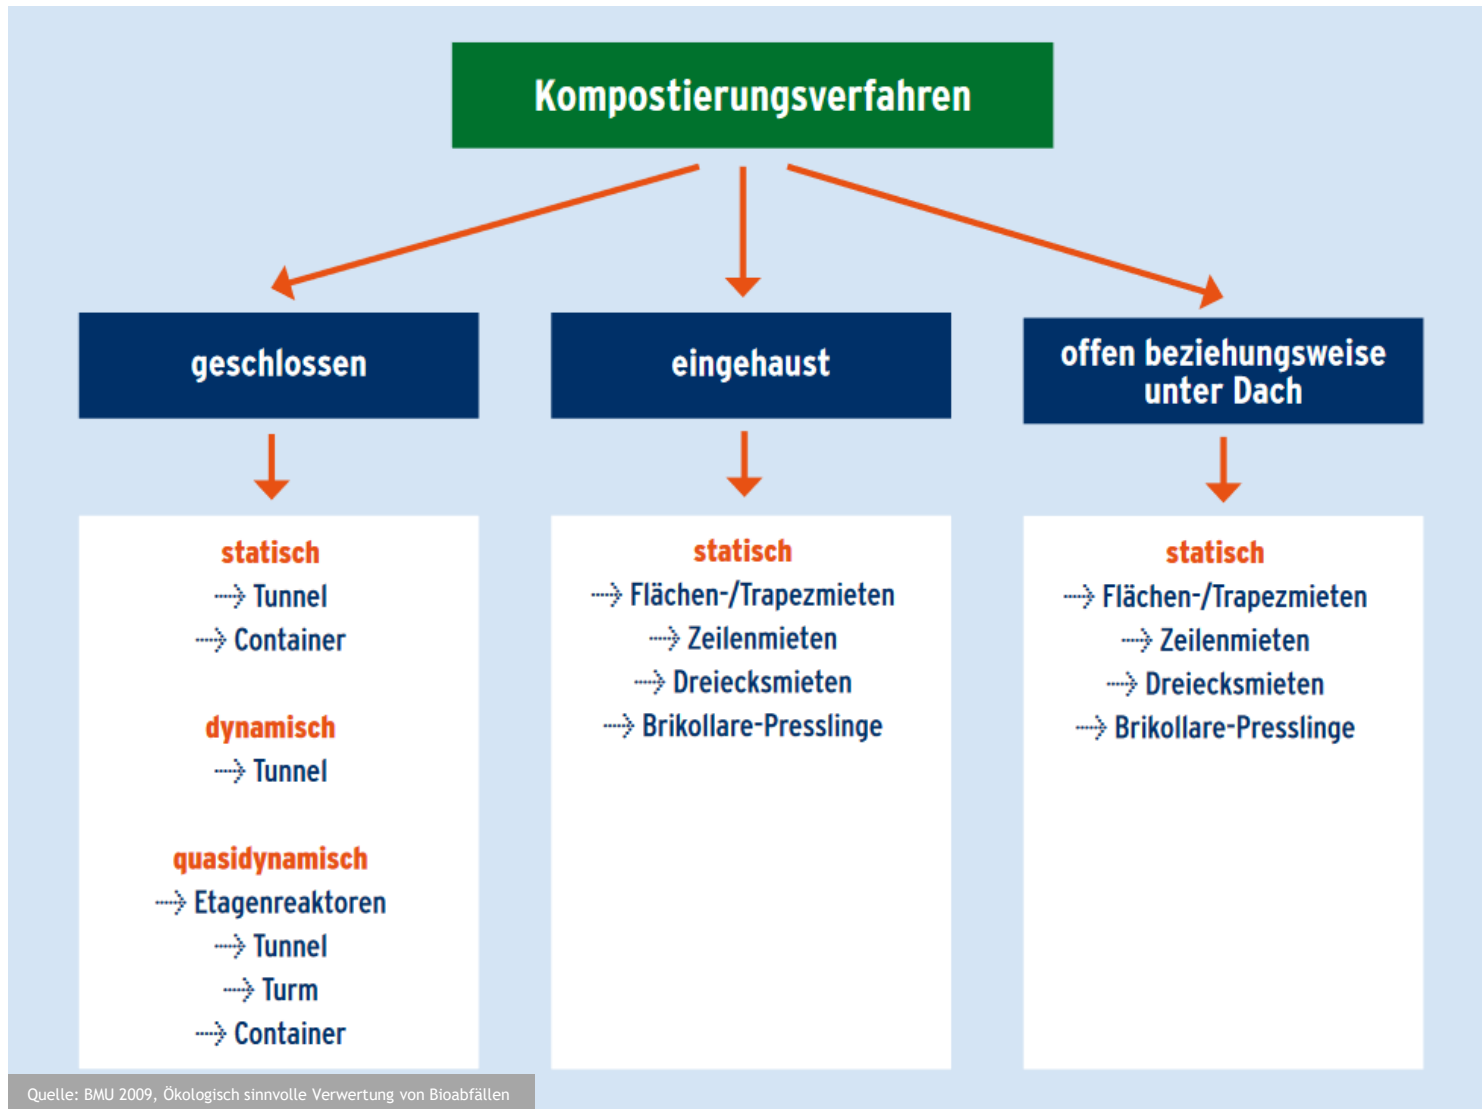 Kompostierungsverfahren
geschlossen
statisch
Tunnel
Container
dynamisch
Tunnel
quasidynamisch
Etagenreaktoren
Tunnel
Turm
Container
eingehaust
statisch
Flächen-/Trapezmieten
Zeilenmieten
Dreiecksmieten
Brikollare-Presslinge
offen beziehungsweise
unter Dach
statisch
Flächen-/Trapezmieten
Zeilenmieten
Dreiecksmieten
Brikollare-Presslinge
Quelle: BMU 2009, Ökologisch sinnvolle Verwertung von Bioabfällen